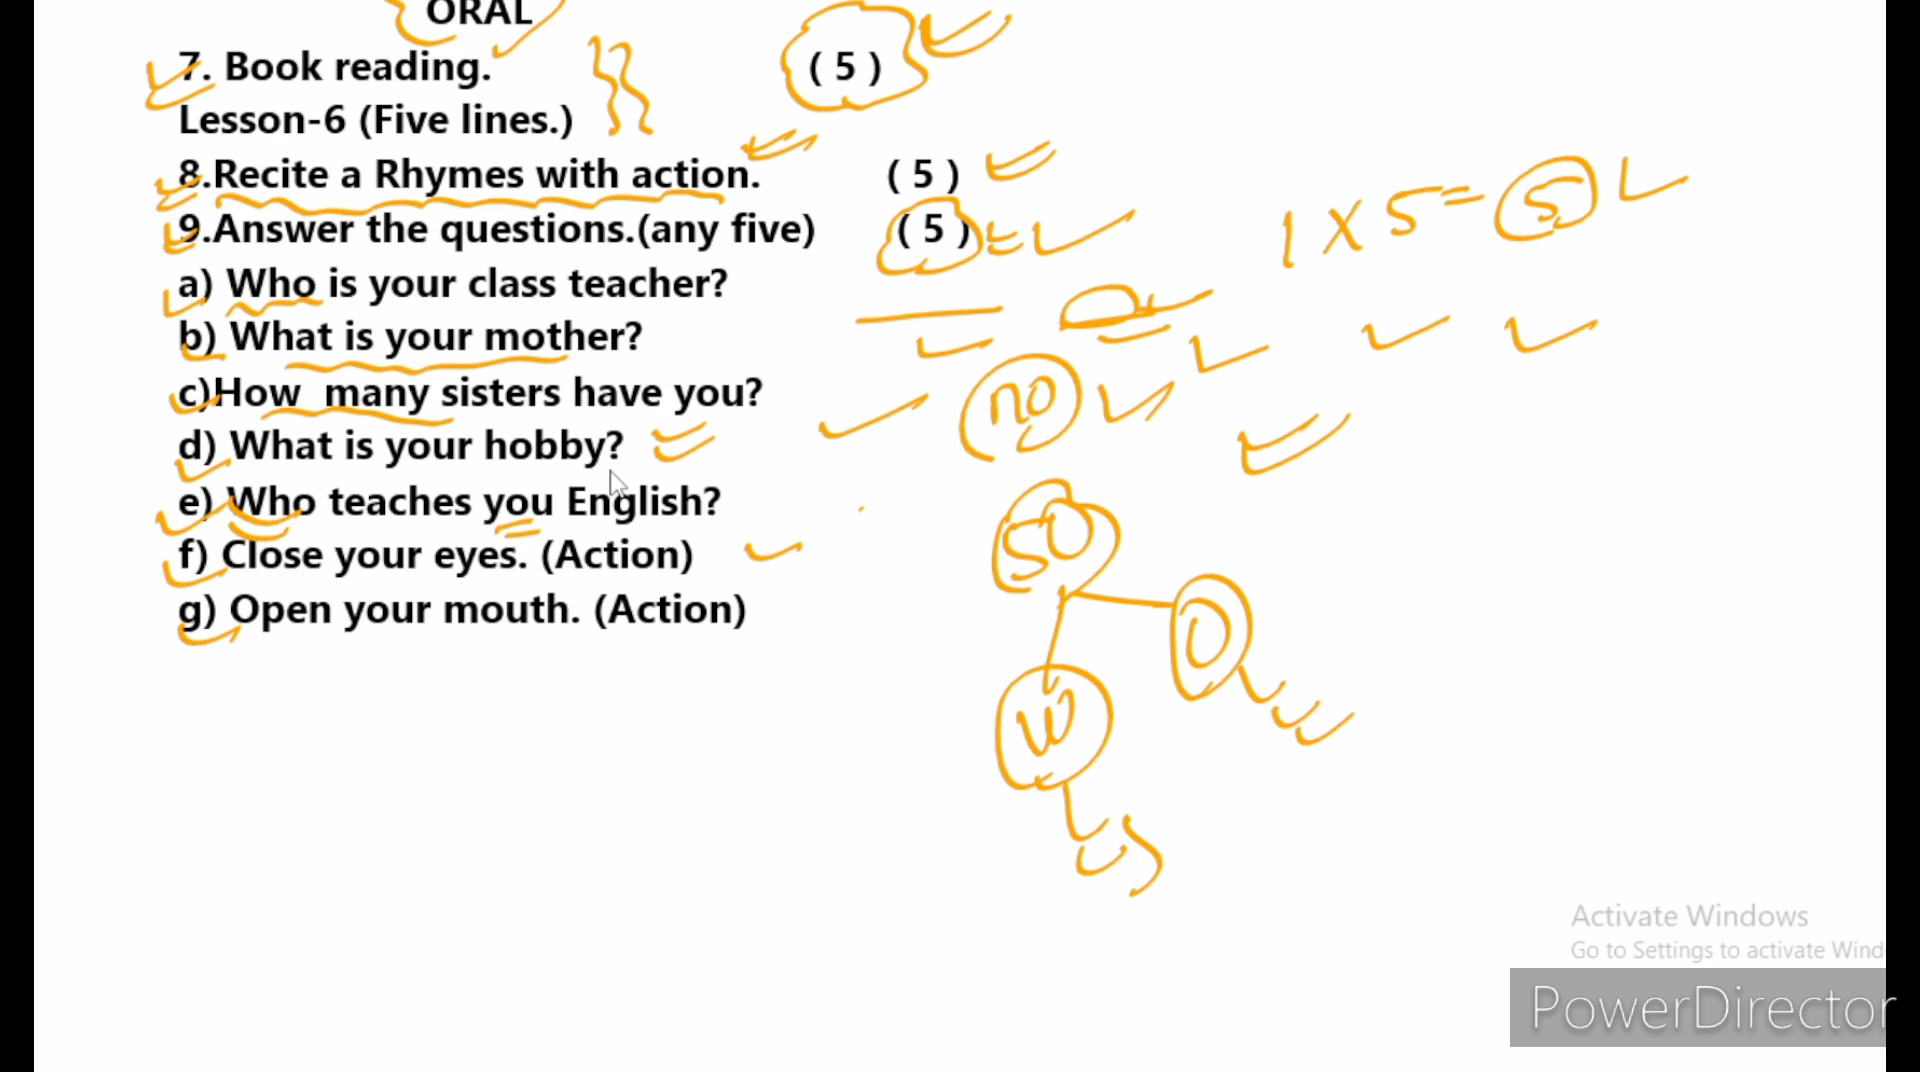 ORAL
7. Book reading. ( 5 )
Lesson-6 (Five lines.)
8.Recite a Rhymes with action. ( 5 )
9.Answer the questions.(any five) ( 5 )
1 X 5 = 5
a) Who is your class teacher?
b) What is your mother?
c)How many sisters have you?
no
d) What is your hobby?
e) Who teaches you English?
50
f) Close your eyes. (Action)
g) Open your mouth. (Action)
O
W
Activate Windows
Go to Settings to activate Wind
PowerDirector